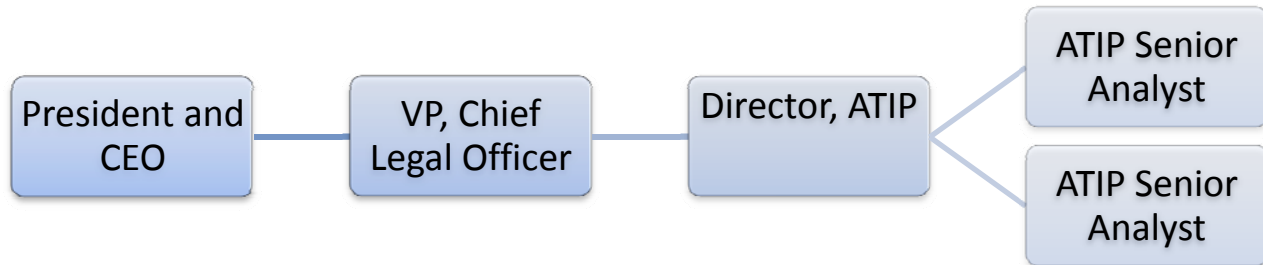 President and
CEO
VP, Chief
Legal Officer
Director, ATIP
ATIP Senior
Analyst
ATIP Senior
Analyst